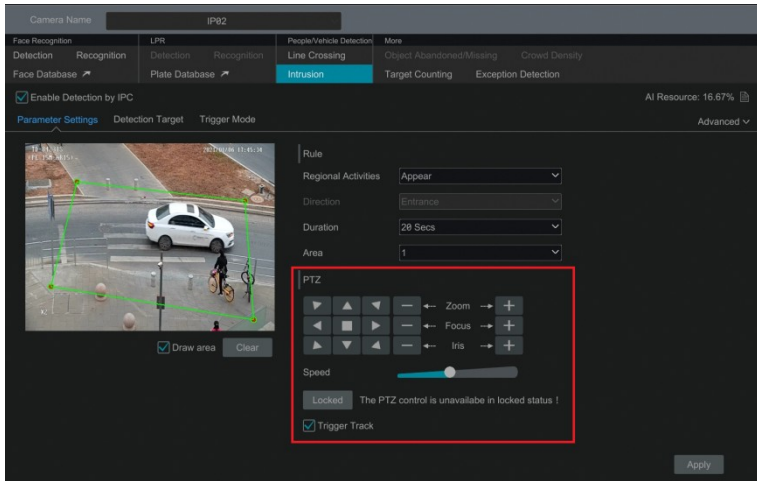 Camera Name IP02
Face Recognition LPR People/Vehicle Detection More
Detection Recognition Detection Recognition Line Crossing Object Abandoned/Missing Crowd Density
Face Database Plate Database Intrusion Target Counting Exception Detection
Enable Detection by IPC AI Resource: 16.67%
Parameter Settings Detection Target Trigger Mode Advanced
Rule
Regional Activities Appear
Direction Entrance
Duration 20 Secs
Area 1
PTZ
Zoom
Focus
Iris
Draw area Clear
Speed
Locked The PTZ control is unavailabe in locked status !
Trigger Track
Apply